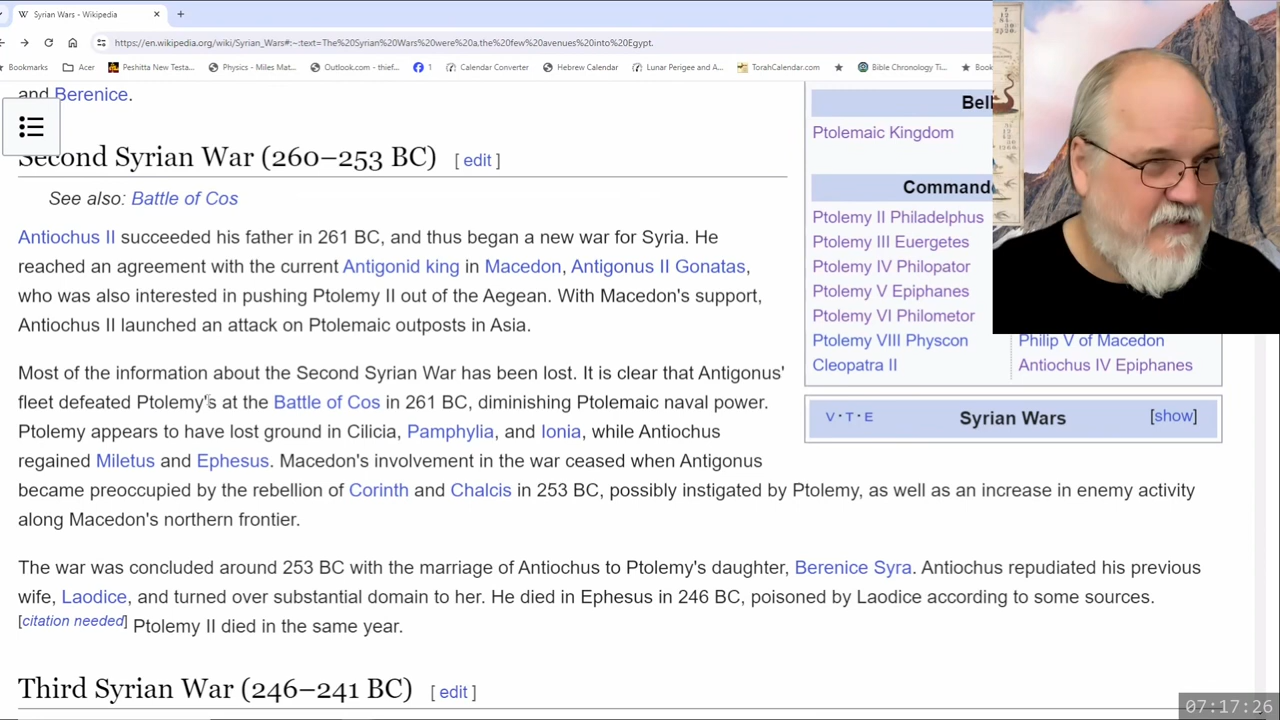 Syrian Wars - Wikipedia
https://en.wikipedia.org/wiki/Syrian_Wars#:~:text=The%20Syrian%20Wars%20were%20a,the%20few%20avenues%20into%20Egypt.
Bookmarks Acer Peshitta New Testa... Physics - Miles Mat... Outlook.com - thief... 1 Calendar Converter Hebrew Calendar Lunar Perigee and A... TorahCalendar.com Bible Chronology Ti... Book
and Berenice.
Second Syrian War (260–253 BC) [ edit ]
See also: Battle of Cos
Antiochus II succeeded his father in 261 BC, and thus began a new war for Syria. He
reached an agreement with the current Antigonid king in Macedon, Antigonus II Gonatas,
who was also interested in pushing Ptolemy II out of the Aegean. With Macedon's support,
Antiochus II launched an attack on Ptolemaic outposts in Asia.
Most of the information about the Second Syrian War has been lost. It is clear that Antigonus'
fleet defeated Ptolemy's at the Battle of Cos in 261 BC, diminishing Ptolemaic naval power.
Ptolemy appears to have lost ground in Cilicia, Pamphylia, and Ionia, while Antiochus
regained Miletus and Ephesus. Macedon's involvement in the war ceased when Antigonus
became preoccupied by the rebellion of Corinth and Chalcis in 253 BC, possibly instigated by Ptolemy, as well as an increase in enemy activity
along Macedon's northern frontier.
The war was concluded around 253 BC with the marriage of Antiochus to Ptolemy's daughter, Berenice Syra. Antiochus repudiated his previous
wife, Laodice, and turned over substantial domain to her. He died in Ephesus in 246 BC, poisoned by Laodice according to some sources.
[citation needed] Ptolemy II died in the same year.
Third Syrian War (246–241 BC) [ edit ]
Bell
Ptolemaic Kingdom
Command
Ptolemy II Philadelphus
Ptolemy III Euergetes
Ptolemy IV Philopator
Ptolemy V Epiphanes
Ptolemy VI Philometor
Ptolemy VIII Physcon Philip V of Macedon
Cleopatra II Antiochus IV Epiphanes
V · T · E Syrian Wars [show]
07:17:26